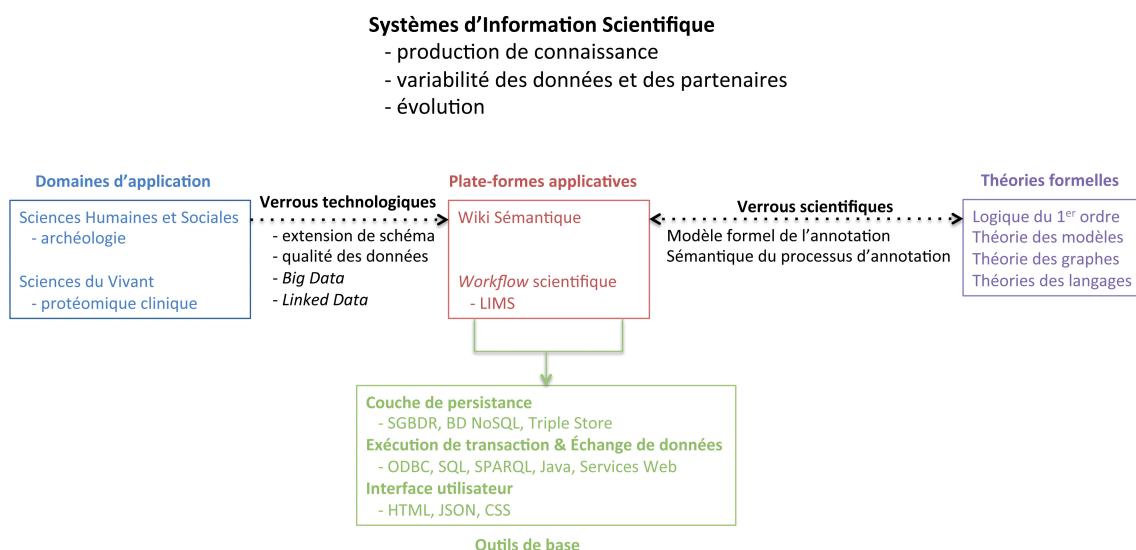 Systèmes d'Information Scientifique
- production de connaissance
- variabilité des données et des partenaires
- évolution
Domaines d'application
Sciences Humaines et Sociales
- archéologie
Sciences du Vivant
- protéomique clinique
Verrous technologiques
- extension de schéma
- qualité des données
- Big Data
- Linked Data
Plate-formes applicatives
Wiki Sémantique
Workflow scientifique
- LIMS
Verrous scientifiques
Modèle formel de l'annotation
Sémantique du processus d'annotation
Théories formelles
Logique du 1er ordre
Théorie des modèles
Théorie des graphes
Théories des langages
Couche de persistance
- SGBDR, BD NoSQL, Triple Store
Exécution de transaction & Échange de données
- ODBC, SQL, SPARQL, Java, Services Web
Interface utilisateur
- HTML, JSON, CSS
Outils de base